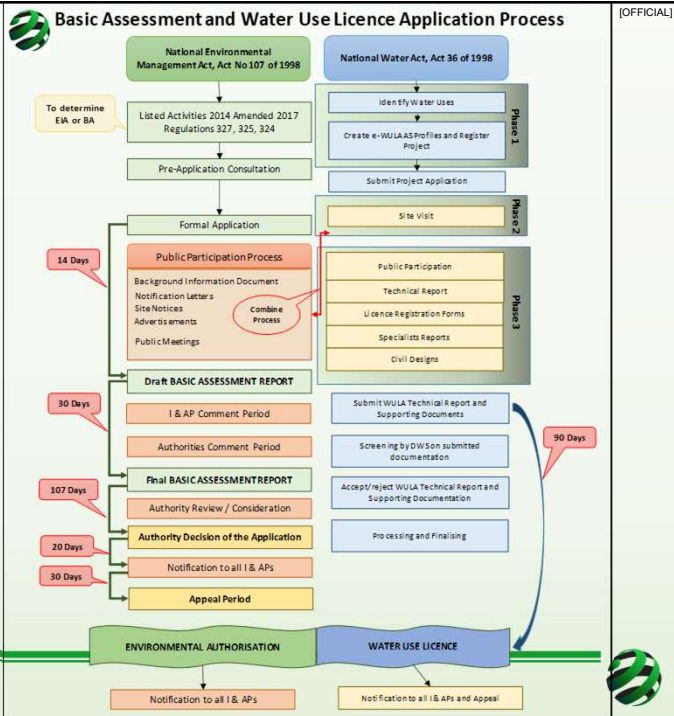 Basic Assessment and Water Use Licence Application Process
[OFFICIAL]
National Environmental
Management Act, Act No 107 of 1998
To determine
EIA or BA
Listed Activities 2014 Amended 2017
Regulations 327, 325, 324
Pre-Application Consultation
Formal Application
14 Days
Public Participation Process
Background Information Document
Notification Letters
Site Notices
Advertisements
Public Meetings
Combine
Process
Draft BASIC ASSESSMENT REPORT
30 Days
I & AP Comment Period
Authorities Comment Period
Final BASIC ASSESSMENT REPORT
107 Days
Authority Review / Consideration
Authority Decision of the Application
20 Days
Notification to all I & APs
30 Days
Appeal Period
National Water Act, Act 36 of 1998
Identify Water Uses
Create e-WULAAS Profiles and Register
Project
Phase 1
Submit Project Application
Site Visit
Phase 2
Public Participation
Technical Report
Licence Registration Forms
Specialists Reports
Civil Designs
Phase 3
Submit WULA Technical Report and
Supporting Documents
90 Days
Screening by DWS on submitted
documentation
Accept/reject WULA Technical Report and
Supporting Documentation
Processing and Finalising
ENVIRONMENTAL AUTHORISATION
WATER USE LICENCE
Notification to all I & APs
Notification to all I & APs and Appeal